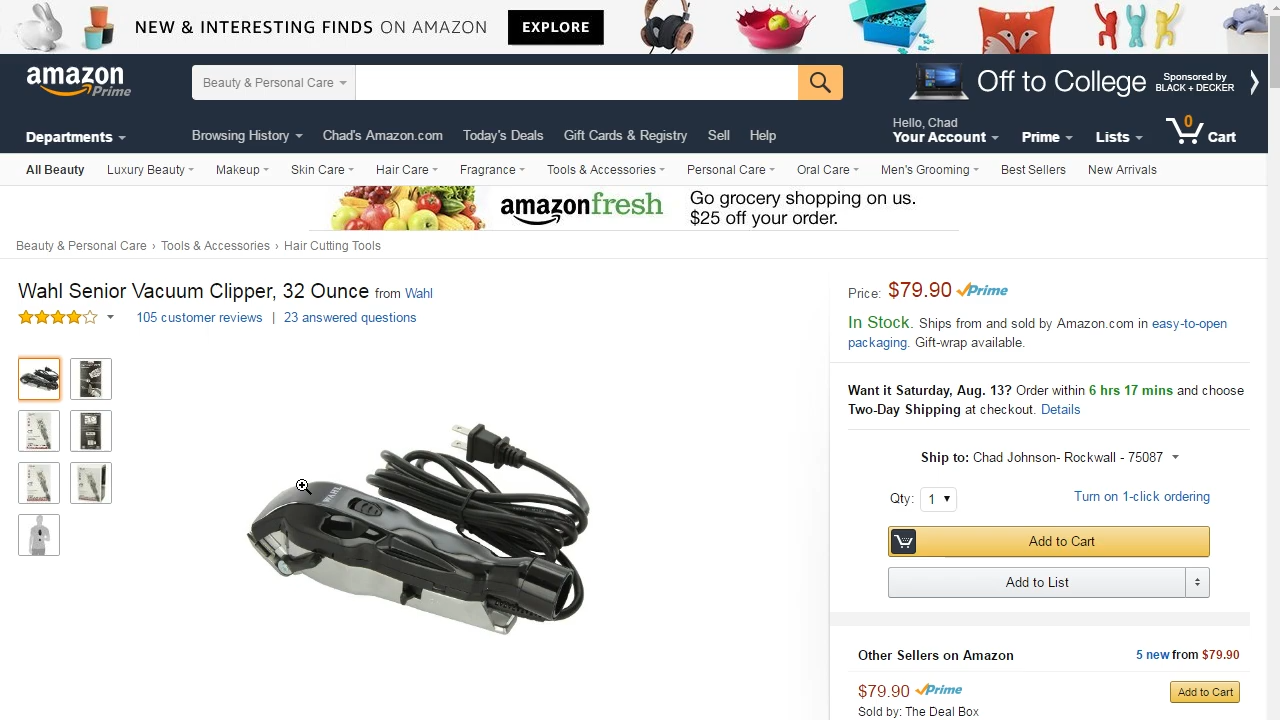 NEW & INTERESTING FINDS ON AMAZON EXPLORE
amazon Prime
Beauty & Personal Care
Off to College
Sponsored by
BLACK + DECKER
Departments
Browsing History
Chad's Amazon.com
Today's Deals
Gift Cards & Registry
Sell
Help
Hello, Chad
Your Account
Prime
Lists
0
Cart
All Beauty
Luxury Beauty
Makeup
Skin Care
Hair Care
Fragrance
Tools & Accessories
Personal Care
Oral Care
Men's Grooming
Best Sellers
New Arrivals
amazonfresh
Go grocery shopping on us.
$25 off your order.
Beauty & Personal Care › Tools & Accessories › Hair Cutting Tools
Wahl Senior Vacuum Clipper, 32 Ounce from Wahl
105 customer reviews | 23 answered questions
WAHL
Price: $79.90 Prime
In Stock. Ships from and sold by Amazon.com in easy-to-open
packaging. Gift-wrap available.
Want it Saturday, Aug. 13? Order within 6 hrs 17 mins and choose
Two-Day Shipping at checkout. Details
Ship to: Chad Johnson- Rockwall - 75087
Qty: 1
Turn on 1-click ordering
Add to Cart
Add to List
Other Sellers on Amazon
5 new from $79.90
$79.90 Prime
Add to Cart
Sold by: The Deal Box